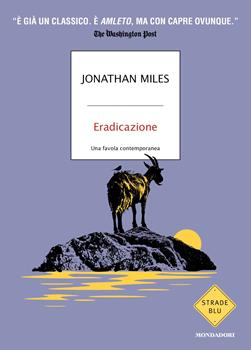 “È GIÀ UN CLASSICO. È AMLETO, MA CON CAPRE OVUNQUE.”
The Washington Post
JONATHAN MILES
Eradicazione
Una favola contemporanea
STRADE
BLU
MONDADORI